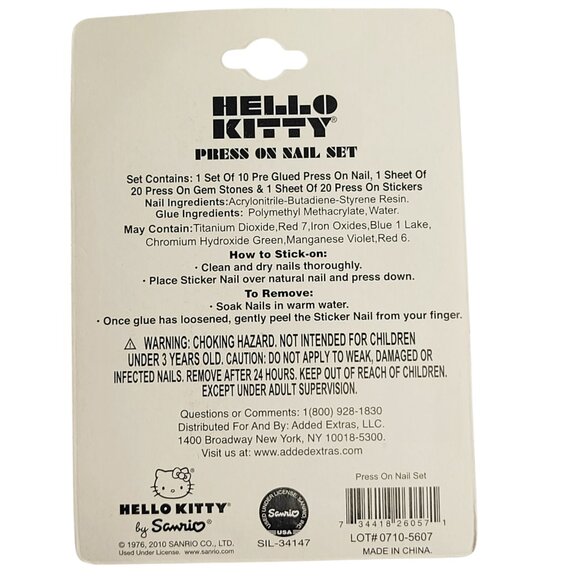 HELLO
KITTY®
PRESS ON NAIL SET
Set Contains: 1 Set Of 10 Pre Glued Press On Nail, 1 Sheet Of
20 Press On Gem Stones & 1 Sheet Of 20 Press On Stickers
Nail Ingredients:Acrylonitrile-Butadiene-Styrene Resin.
Glue Ingredients: Polymethyl Methacrylate, Water.
May Contain:Titanium Dioxide,Red 7,Iron Oxides,Blue 1 Lake,
Chromium Hydroxide Green,Manganese Violet,Red 6.
How to Stick-on:
• Clean and dry nails thoroughly.
• Place Sticker Nail over natural nail and press down.
To Remove:
• Soak Nails in warm water.
• Once glue has loosened, gently peel the Sticker Nail from your finger.
⚠ WARNING: CHOKING HAZARD. NOT INTENDED FOR CHILDREN
UNDER 3 YEARS OLD. CAUTION: DO NOT APPLY TO WEAK, DAMAGED OR
INFECTED NAILS. REMOVE AFTER 24 HOURS. KEEP OUT OF REACH OF CHILDREN.
EXCEPT UNDER ADULT SUPERVISION.
Questions or Comments: 1(800) 928-1830
Distributed For And By: Added Extras, LLC.
1400 Broadway New York, NY 10018-5300.
Visit us at: www.addedextras.com
HELLO KITTY®
by Sanrio®
© 1976, 2010 SANRIO CO., LTD.
Used Under License. www.sanrio.com
USED UNDER LICENSE, SANRIO, INC.
Sanrio
USA
SIL-34147
Press On Nail Set
7 34418 26057 1
LOT# 0710-5607
MADE IN CHINA.